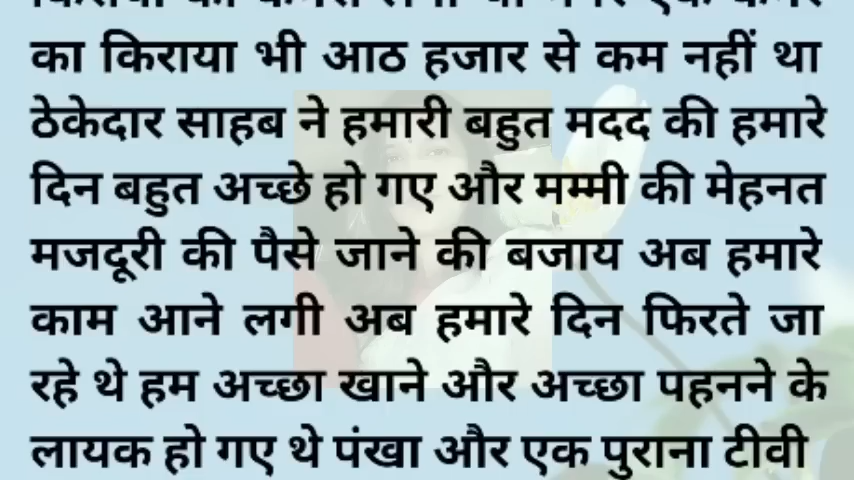 का किराया भी आठ हजार से कम नहीं था
ठेकेदार साहब ने हमारी बहुत मदद की हमारे
दिन बहुत अच्छे हो गए और मम्मी की मेहनत
मजदूरी की पैसे जाने की बजाय अब हमारे
काम आने लगी अब हमारे दिन फिरते जा
रहे थे हम अच्छा खाने और अच्छा पहनने के
लायक हो गए थे पंखा और एक पुराना टीवी